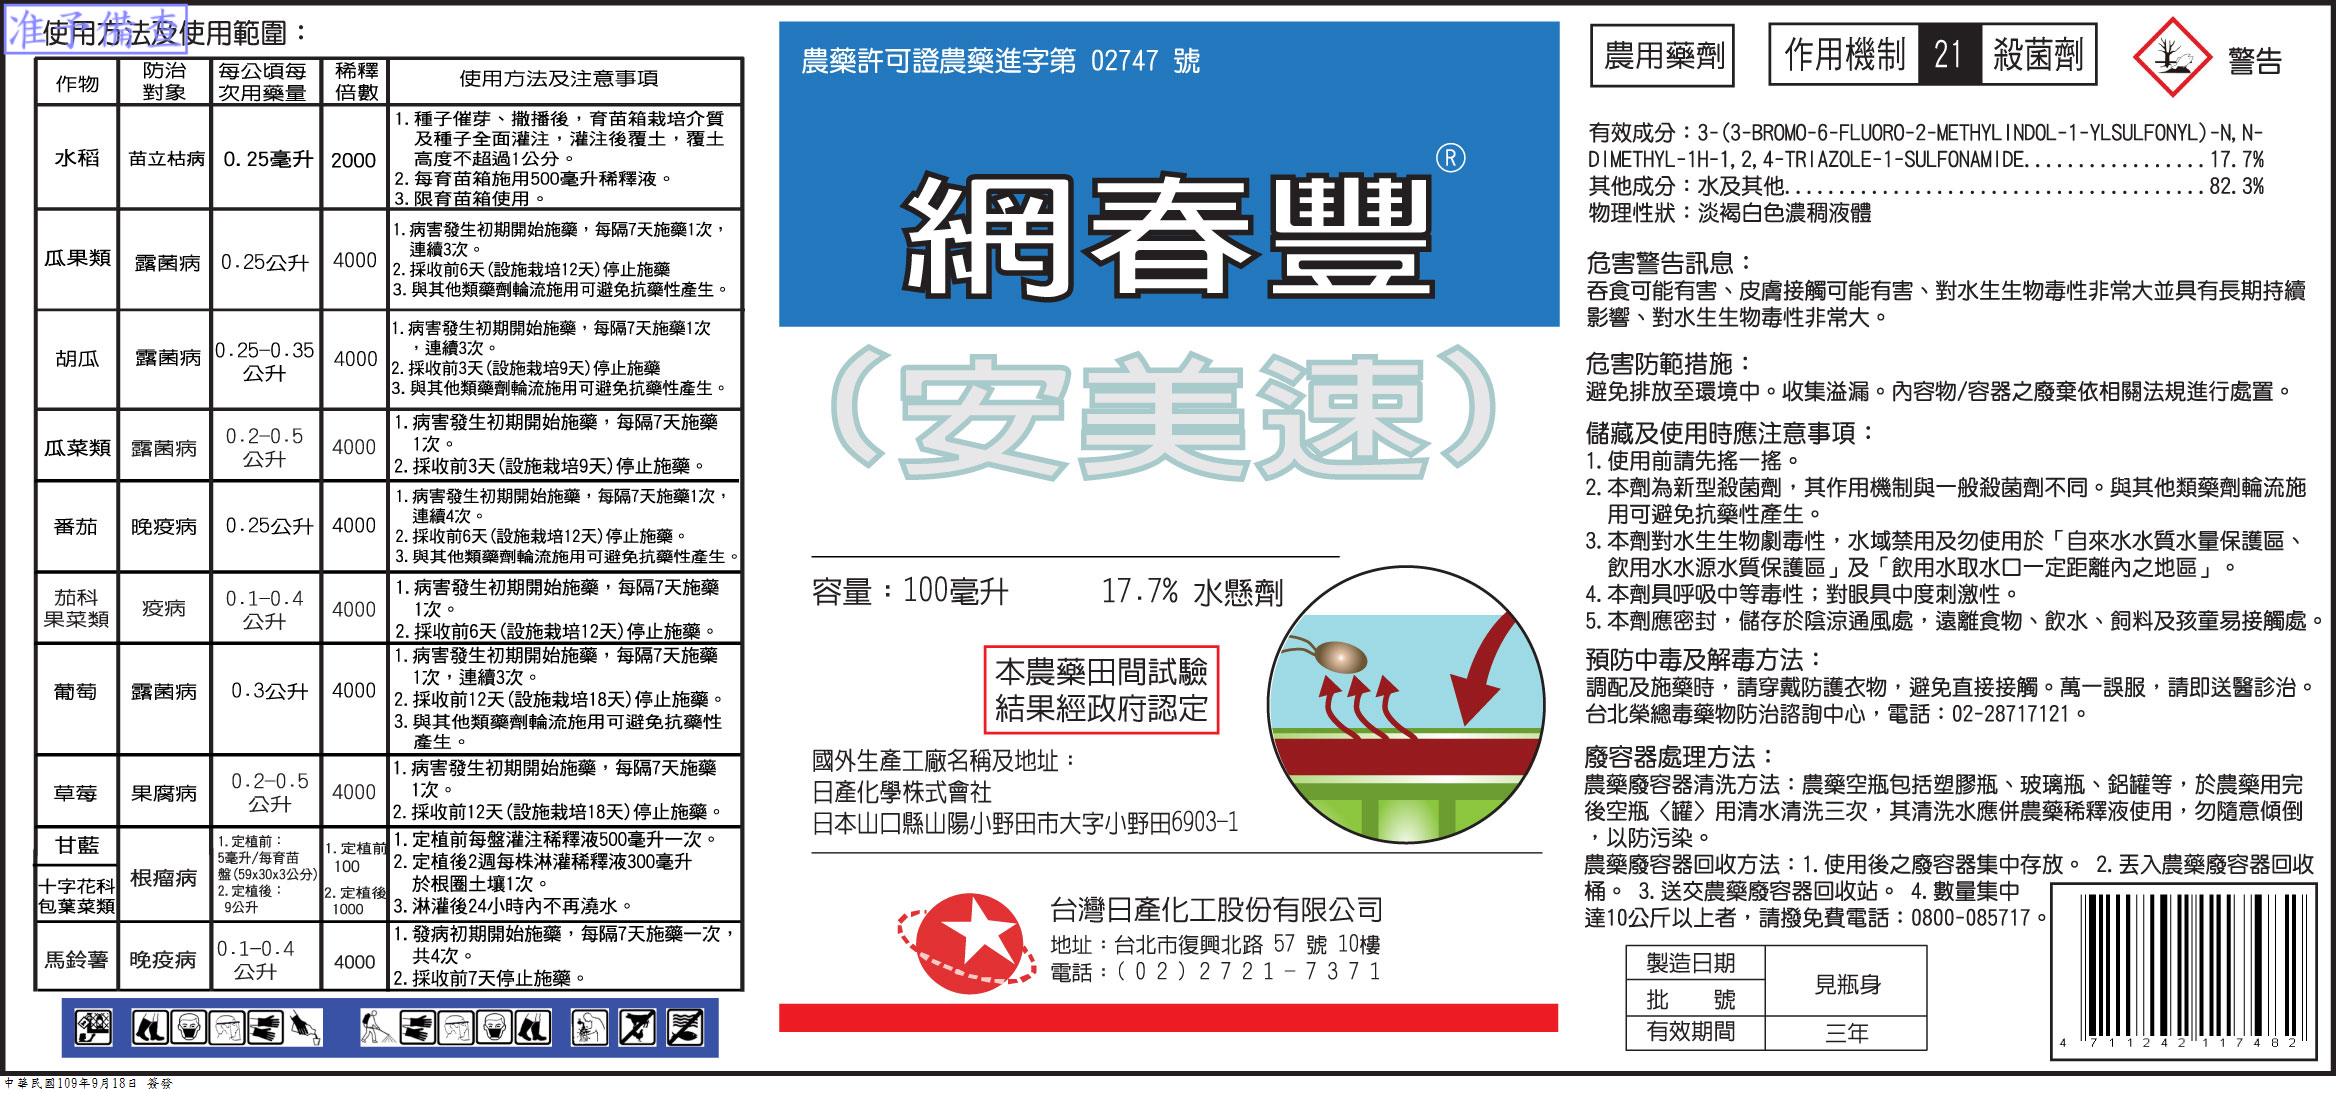 准予備查
使用方法及使用範圍：
作物 防治對象 每公頃每次用藥量 稀釋倍數 使用方法及注意事項
水稻 苗立枯病 0.25毫升 2000
1.種子催芽、撒播後，育苗箱栽培介質
及種子全面灌注，灌注後覆土，覆土
高度不超過1公分。
2.每育苗箱施用500毫升稀釋液。
3.限育苗箱使用。
瓜果類 露菌病 0.25公升 4000
1.病害發生初期開始施藥，每隔7天施藥1次，
連續3次。
2.採收前6天(設施栽培12天)停止施藥
3.與其他類藥劑輪流施用可避免抗藥性產生。
胡瓜 露菌病 0.25-0.35公升 4000
1.病害發生初期開始施藥，每隔7天施藥1次
，連續3次。
2.採收前3天(設施栽培9天)停止施藥
3.與其他類藥劑輪流施用可避免抗藥性產生。
瓜菜類 露菌病 0.2-0.5公升 4000
1.病害發生初期開始施藥，每隔7天施藥
1次。
2.採收前3天(設施栽培9天)停止施藥。
番茄 晚疫病 0.25公升 4000
1.病害發生初期開始施藥，每隔7天施藥1次，
連續4次。
2.採收前6天(設施栽培12天)停止施藥。
3.與其他類藥劑輪流施用可避免抗藥性產生。
茄科果菜類 疫病 0.1-0.4公升 4000
1.病害發生初期開始施藥，每隔7天施藥
1次。
2.採收前6天(設施栽培12天)停止施藥。
葡萄 露菌病 0.3公升 4000
1.病害發生初期開始施藥，每隔7天施藥
1次，連續3次。
2.採收前12天(設施栽培18天)停止施藥。
3.與其他類藥劑輪流施用可避免抗藥性
產生。
草莓 果腐病 0.2-0.5公升 4000
1.病害發生初期開始施藥，每隔7天施藥
1次。
2.採收前12天(設施栽培18天)停止施藥。
甘藍
十字花科
包葉菜類
根瘤病
1.定植前：
5毫升/每育苗
盤(59x30x3公分)
2.定植後：
9公升
1.定植前
100
2.定植後
1000
1.定植前每盤灌注稀釋液500毫升一次。
2.定植後2週每株淋灌稀釋液300毫升
於根圈土壤1次。
3.淋灌後24小時內不再澆水。
馬鈴薯 晚疫病 0.1-0.4公升 4000
1.發病初期開始施藥，每隔7天施藥一次，
共4次。
2.採收前7天停止施藥。
中華民國109年9月18日 簽發
農藥許可證農藥進字第 02747 號
網春豐®
（安美速）
容量：100毫升 17.7% 水懸劑
本農藥田間試驗
結果經政府認定
國外生產工廠名稱及地址：
日產化學株式會社
日本山口縣山陽小野田市大字小野田6903-1
台灣日產化工股份有限公司
地址：台北市復興北路 57 號 10樓
電話：(02)2721-7371
農用藥劑
作用機制 21 殺菌劑
警告
有效成分：3-(3-BROMO-6-FLUORO-2-METHYLINDOL-1-YLSULFONYL)-N,N-
DIMETHYL-1H-1,2,4-TRIAZOLE-1-SULFONAMIDE.................17.7%
其他成分：水及其他.......................................82.3%
物理性狀：淡褐白色濃稠液體
危害警告訊息：
吞食可能有害、皮膚接觸可能有害、對水生生物毒性非常大並具有長期持續
影響、對水生生物毒性非常大。
危害防範措施：
避免排放至環境中。收集溢漏。內容物/容器之廢棄依相關法規進行處置。
儲藏及使用時應注意事項：
1.使用前請先搖一搖。
2.本劑為新型殺菌劑，其作用機制與一般殺菌劑不同。與其他類藥劑輪流施
用可避免抗藥性產生。
3.本劑對水生生物劇毒性，水域禁用及勿使用於「自來水水質水量保護區、
飲用水水源水質保護區」及「飲用水取水口一定距離內之地區」。
4.本劑具呼吸中等毒性；對眼具中度刺激性。
5.本劑應密封，儲存於陰涼通風處，遠離食物、飲水、飼料及孩童易接觸處。
預防中毒及解毒方法：
調配及施藥時，請穿戴防護衣物，避免直接接觸。萬一誤服，請即送醫診治。
台北榮總毒藥物防治諮詢中心，電話：02-28717121。
廢容器處理方法：
農藥廢容器清洗方法：農藥空瓶包括塑膠瓶、玻璃瓶、鋁罐等，於農藥用完
後空瓶〈罐〉用清水清洗三次，其清洗水應併農藥稀釋液使用，勿隨意傾倒
，以防污染。
農藥廢容器回收方法：1.使用後之廢容器集中存放。 2.丟入農藥廢容器回收
桶。 3.送交農藥廢容器回收站。 4.數量集中
達10公斤以上者，請撥免費電話：0800-085717。
製造日期 見瓶身
批 號
有效期間 三年
4 711242 117482